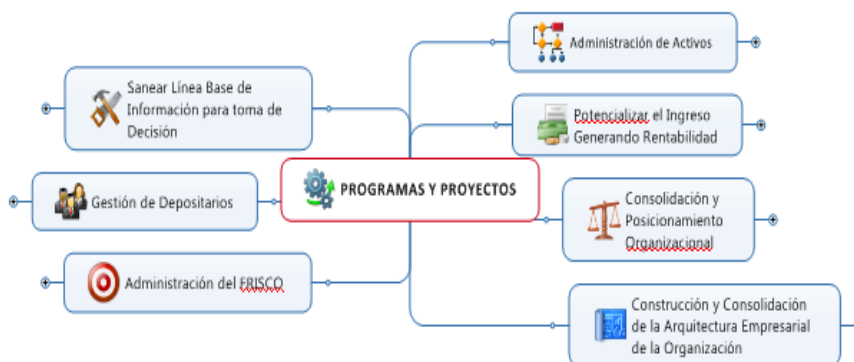 Administración de Activos
Sanear Línea Base de
Información para toma de
Decisión
Potencializar el Ingreso
Generando Rentabilidad
PROGRAMAS Y PROYECTOS
Gestión de Depositarios
Consolidación y
Posicionamiento
Organizacional
Administración del FRISCO
Construcción y Consolidación
de la Arquitectura Empresarial
de la Organización